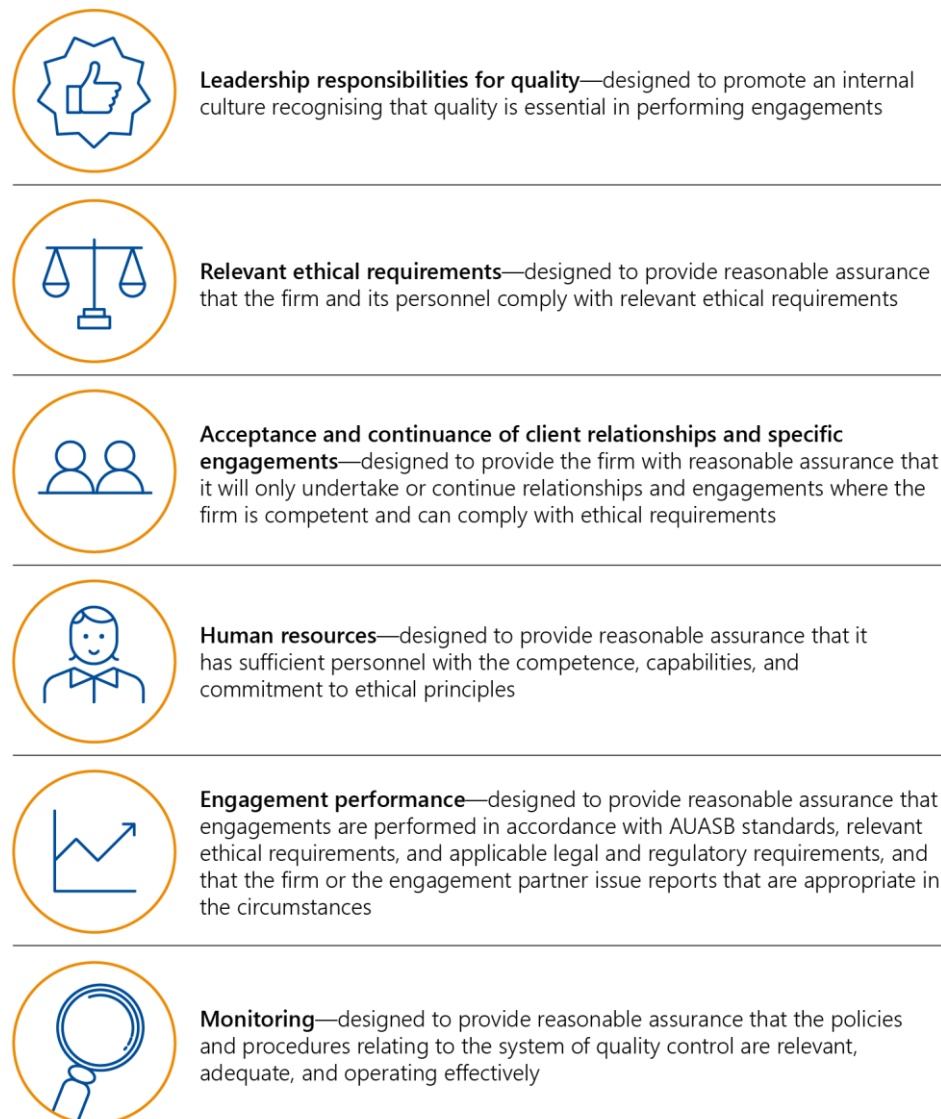 Leadership responsibilities for quality—designed to promote an internal
culture recognising that quality is essential in performing engagements
Relevant ethical requirements—designed to provide reasonable assurance
that the firm and its personnel comply with relevant ethical requirements
Acceptance and continuance of client relationships and specific
engagements—designed to provide the firm with reasonable assurance that
it will only undertake or continue relationships and engagements where the
firm is competent and can comply with ethical requirements
Human resources—designed to provide reasonable assurance that it
has sufficient personnel with the competence, capabilities, and
commitment to ethical principles
Engagement performance—designed to provide reasonable assurance that
engagements are performed in accordance with AUASB standards, relevant
ethical requirements, and applicable legal and regulatory requirements, and
that the firm or the engagement partner issue reports that are appropriate in
the circumstances
Monitoring—designed to provide reasonable assurance that the policies
and procedures relating to the system of quality control are relevant,
adequate, and operating effectively